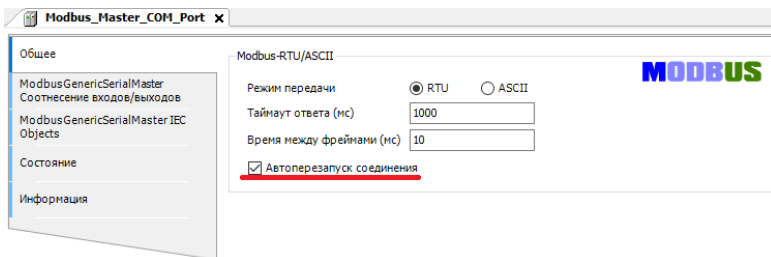 Modbus_Master_COM_Port x
Общее
ModbusGenericSerialMaster
Соотнесение входов/выходов
ModbusGenericSerialMaster IEC
Objects
Состояние
Информация
Modbus-RTU/ASCII
MODBUS
Режим передачи
RTU
ASCII
Таймаут ответа (мс)
1000
Время между фреймами (мс)
10
Автоперезапуск соединения